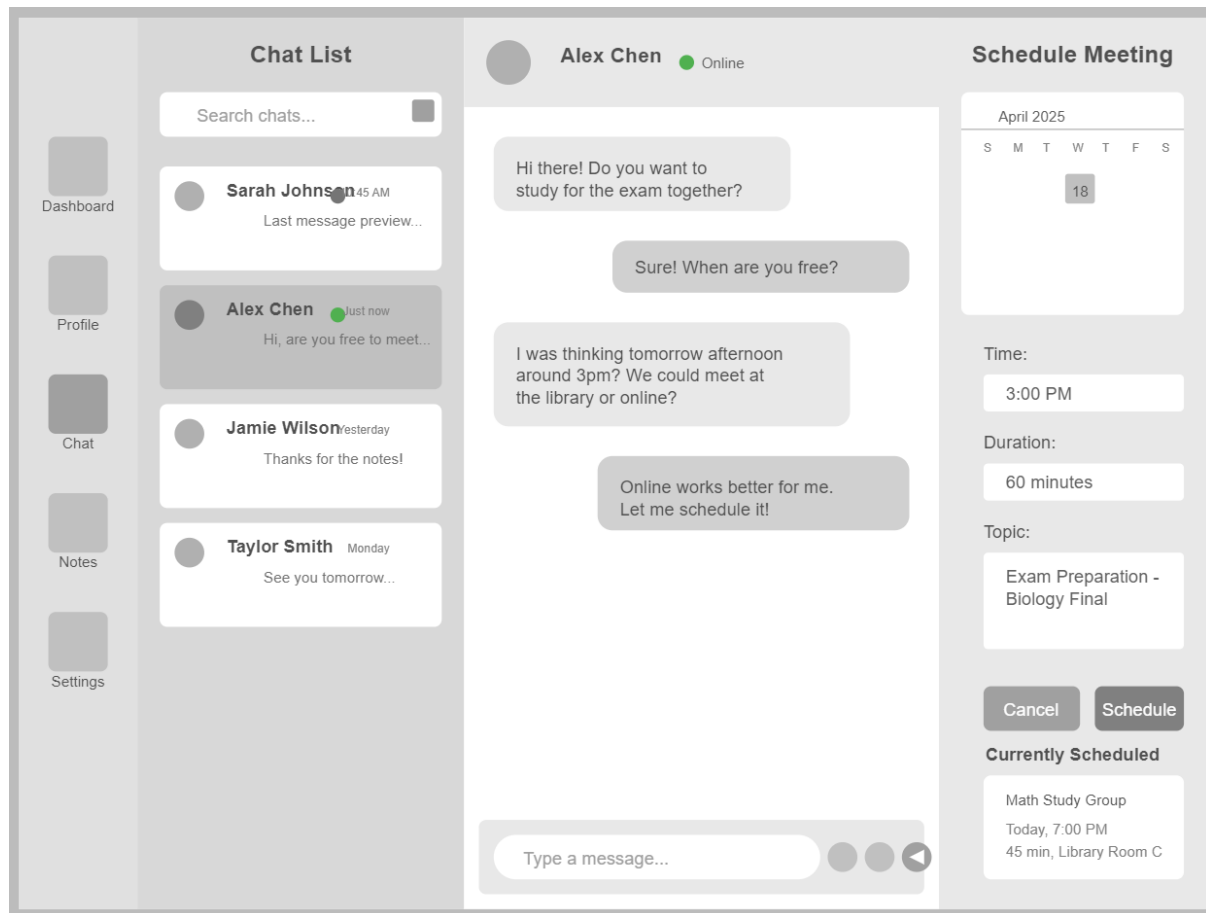 Dashboard
Profile
Chat
Notes
Settings
Chat List
Search chats...
Sarah Johnson :45 AM
Last message preview...
Alex Chen Just now
Hi, are you free to meet...
Jamie Wilson Yesterday
Thanks for the notes!
Taylor Smith Monday
See you tomorrow...
Alex Chen Online
Hi there! Do you want to
study for the exam together?
Sure! When are you free?
I was thinking tomorrow afternoon
around 3pm? We could meet at
the library or online?
Online works better for me.
Let me schedule it!
Type a message...
Schedule Meeting
April 2025
S M T W T F S
18
Time:
3:00 PM
Duration:
60 minutes
Topic:
Exam Preparation -
Biology Final
Cancel Schedule
Currently Scheduled
Math Study Group
Today, 7:00 PM
45 min, Library Room C